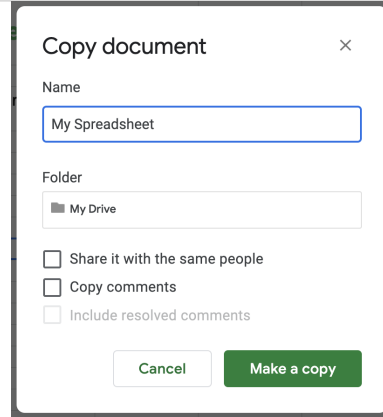 Copy document
Name
My Spreadsheet
Folder
My Drive
Share it with the same people
Copy comments
Include resolved comments
Cancel Make a copy